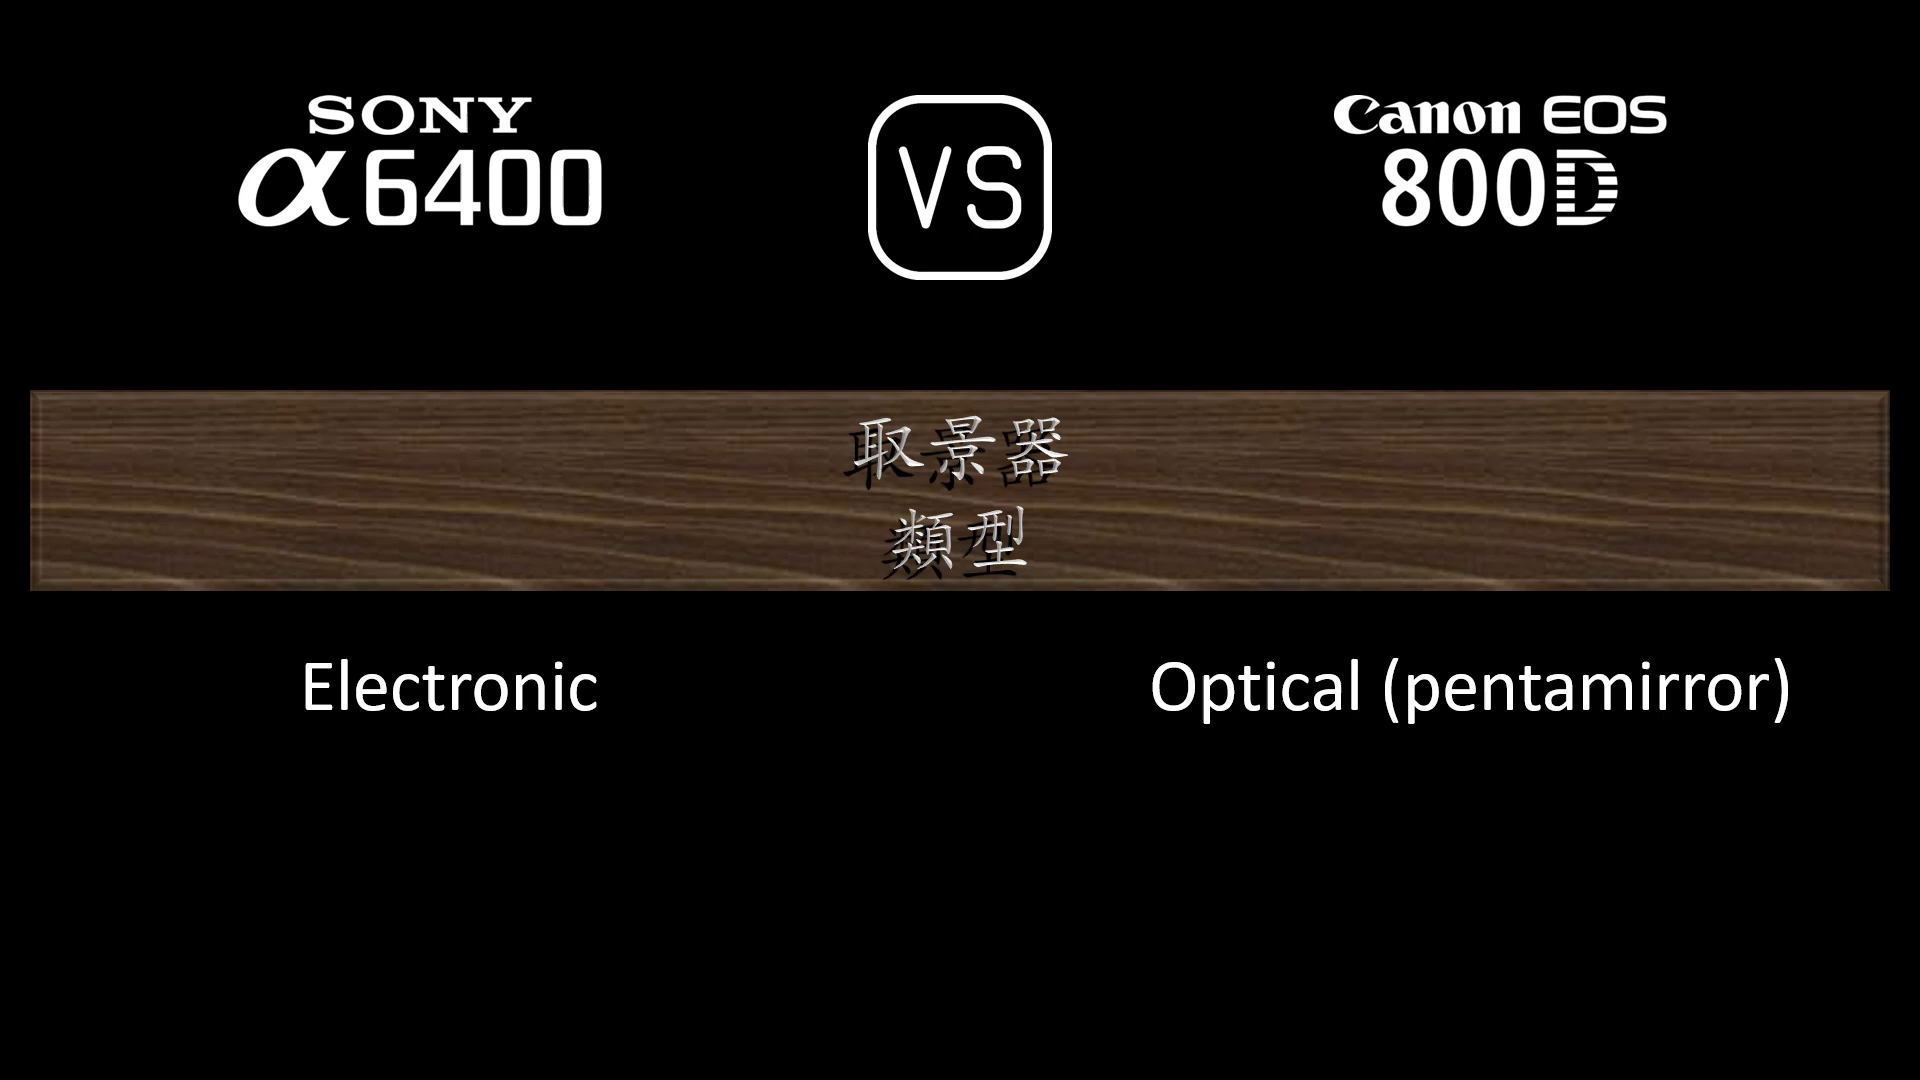 SONY
α6400
VS
Canon EOS
800D
取景器
類型
Electronic
Optical (pentamirror)